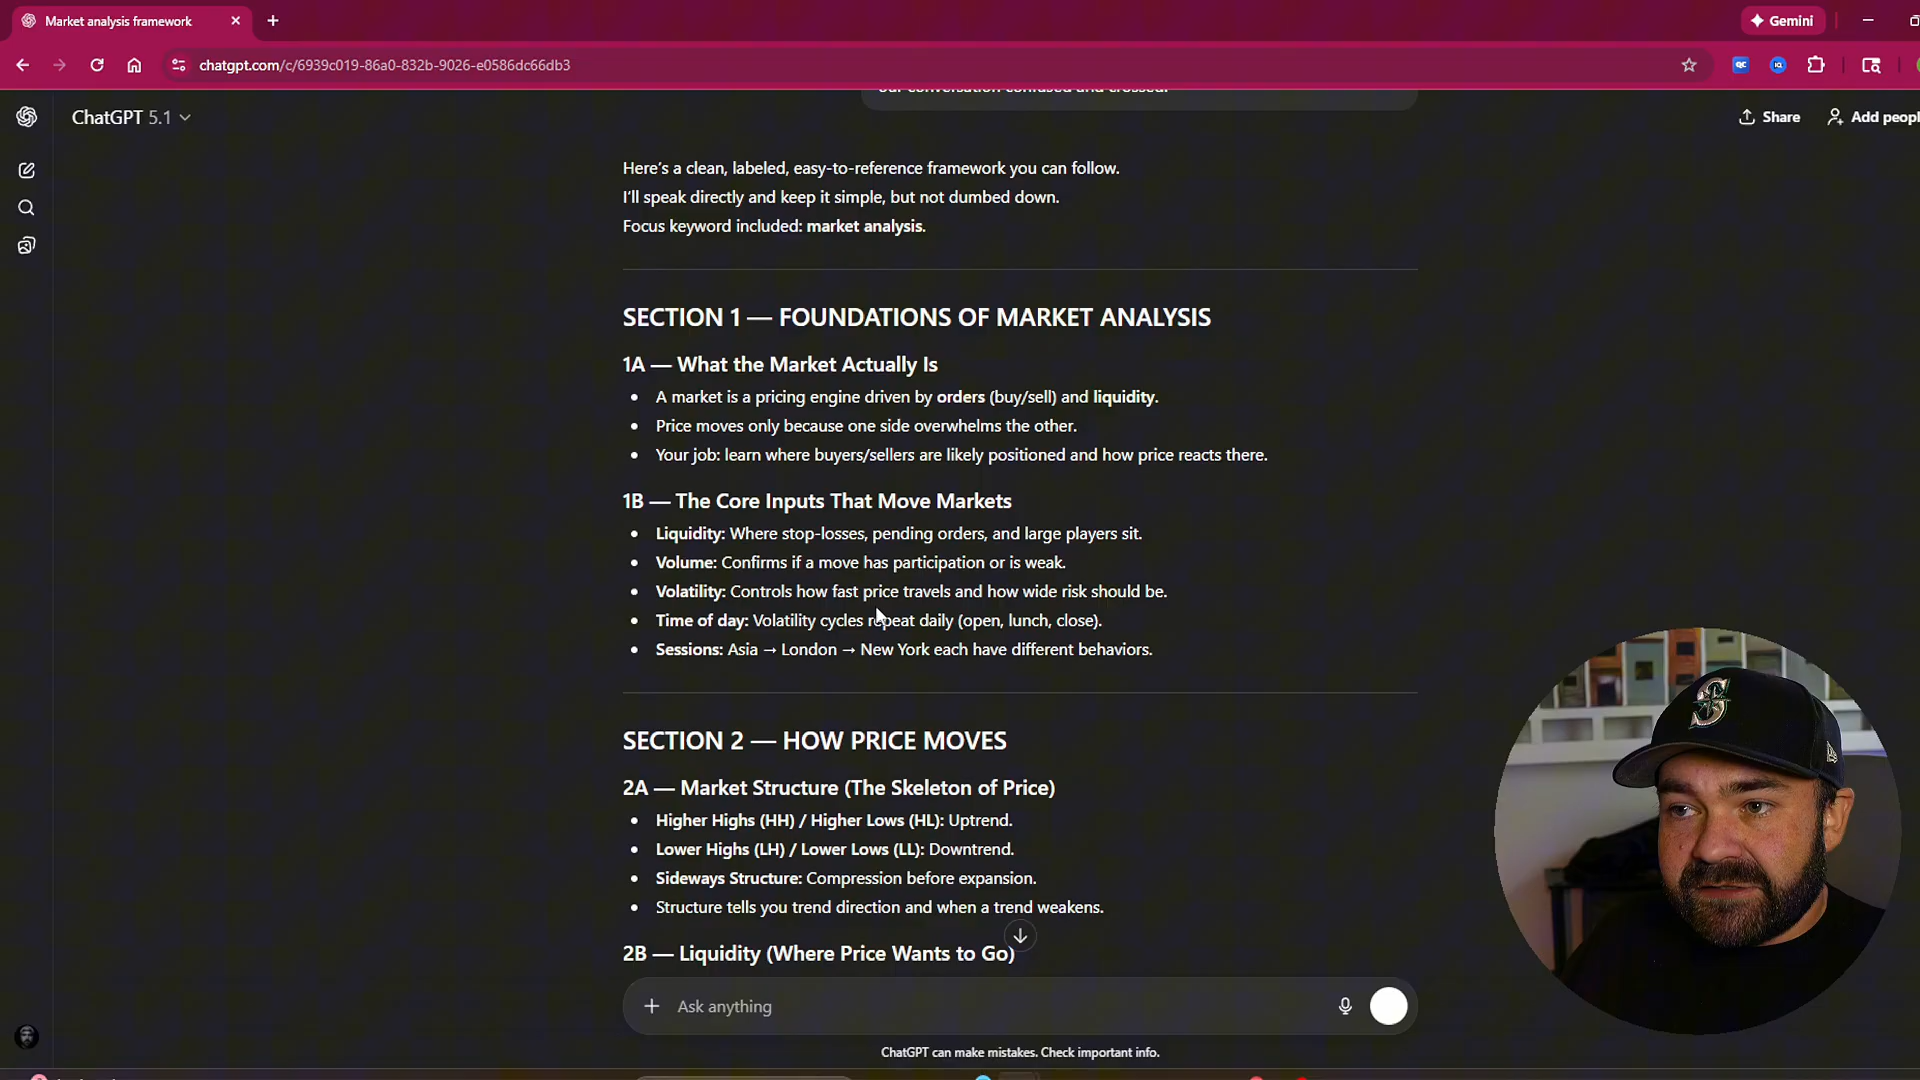 Market analysis framework
Gemini
chatgpt.com/c/6939c019-86a0-832b-9026-e0586dc66db3
our conversation confused and crossed.
ChatGPT 5.1
Share
Add peopl
Here's a clean, labeled, easy-to-reference framework you can follow.
I'll speak directly and keep it simple, but not dumbed down.
Focus keyword included: market analysis.
SECTION 1 — FOUNDATIONS OF MARKET ANALYSIS
1A — What the Market Actually Is
• A market is a pricing engine driven by orders (buy/sell) and liquidity.
• Price moves only because one side overwhelms the other.
• Your job: learn where buyers/sellers are likely positioned and how price reacts there.
1B — The Core Inputs That Move Markets
• Liquidity: Where stop-losses, pending orders, and large players sit.
• Volume: Confirms if a move has participation or is weak.
• Volatility: Controls how fast price travels and how wide risk should be.
• Time of day: Volatility cycles repeat daily (open, lunch, close).
• Sessions: Asia → London → New York each have different behaviors.
SECTION 2 — HOW PRICE MOVES
2A — Market Structure (The Skeleton of Price)
• Higher Highs (HH) / Higher Lows (HL): Uptrend.
• Lower Highs (LH) / Lower Lows (LL): Downtrend.
• Sideways Structure: Compression before expansion.
• Structure tells you trend direction and when a trend weakens.
2B — Liquidity (Where Price Wants to Go)
Ask anything
ChatGPT can make mistakes. Check important info.